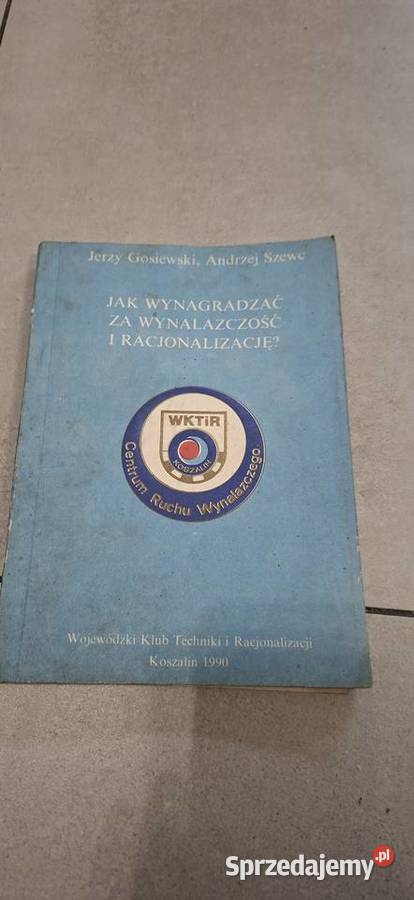 Jerzy Gosiewski, Andrzej Szewc
JAK WYNAGRADZAĆ
ZA WYNALAZCZOŚĆ
I RACJONALIZACJĘ?
WKTiR
KOSZALIN
Centrum Ruchu Wynalazczego
Wojewódzki Klub Techniki i Racjonalizacji
Koszalin 1990
Sprzedajemy.pl